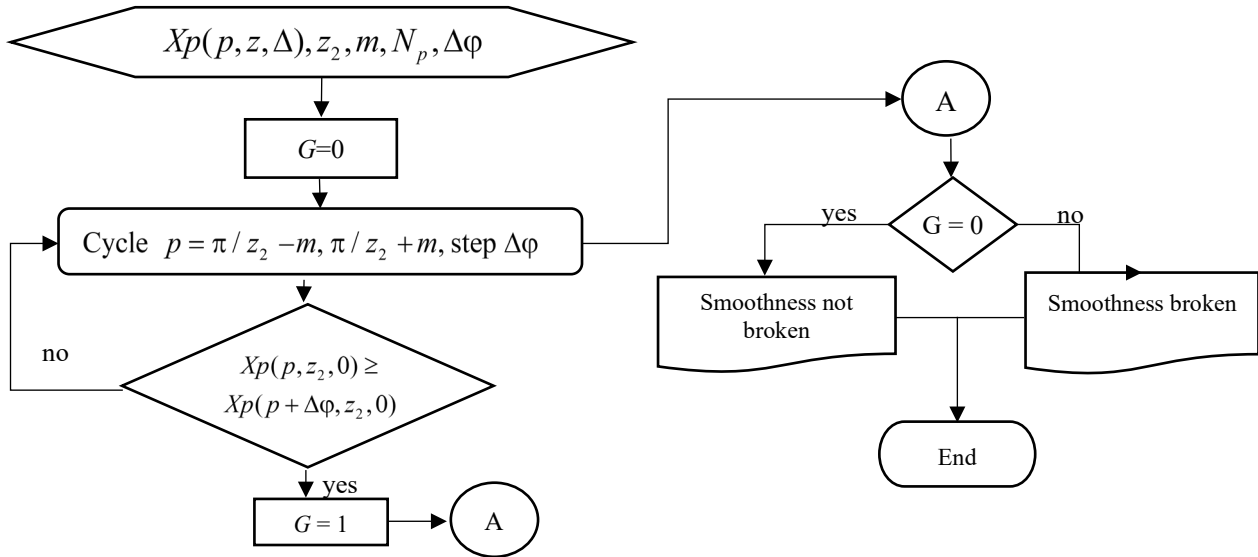 Xp(p, z, Δ), z₂, m, Nₚ, Δφ
G=0
Cycle p = π / z₂ − m, π / z₂ + m, step Δφ
no
Xp(p, z₂, 0) ≥
Xp(p + Δφ, z₂, 0)
yes
G = 1
A
A
yes
G = 0
no
Smoothness not
broken
Smoothness broken
End